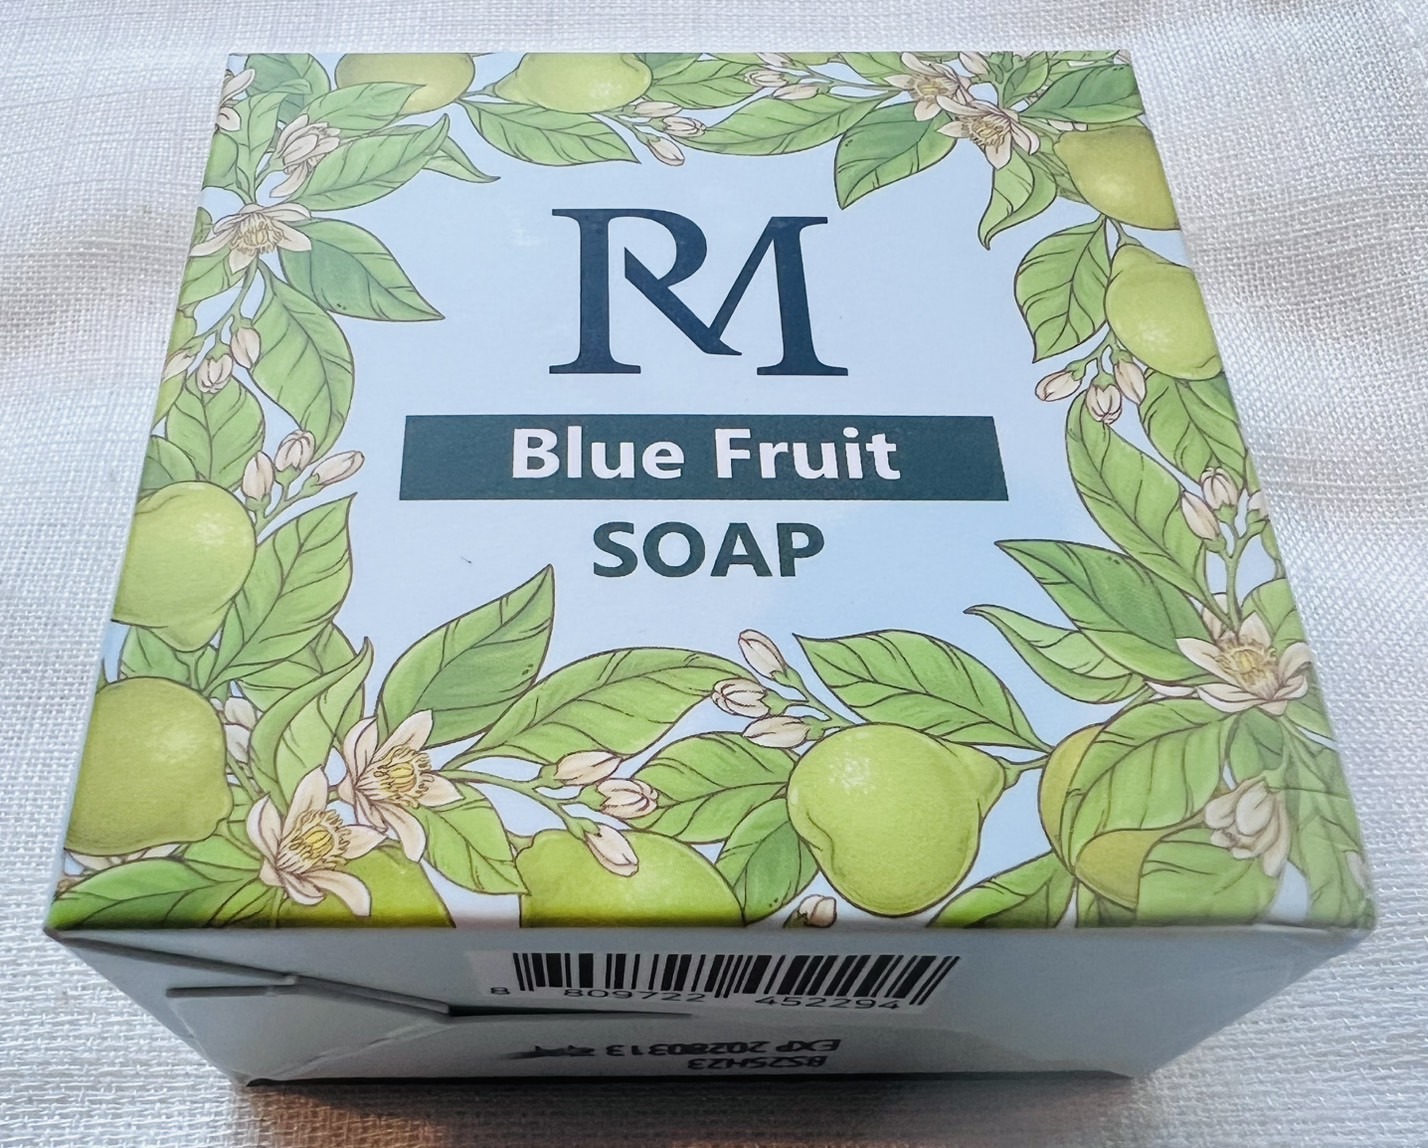 RM
Blue Fruit
SOAP
8 809722 452294
BS25H23
EXP 20280313